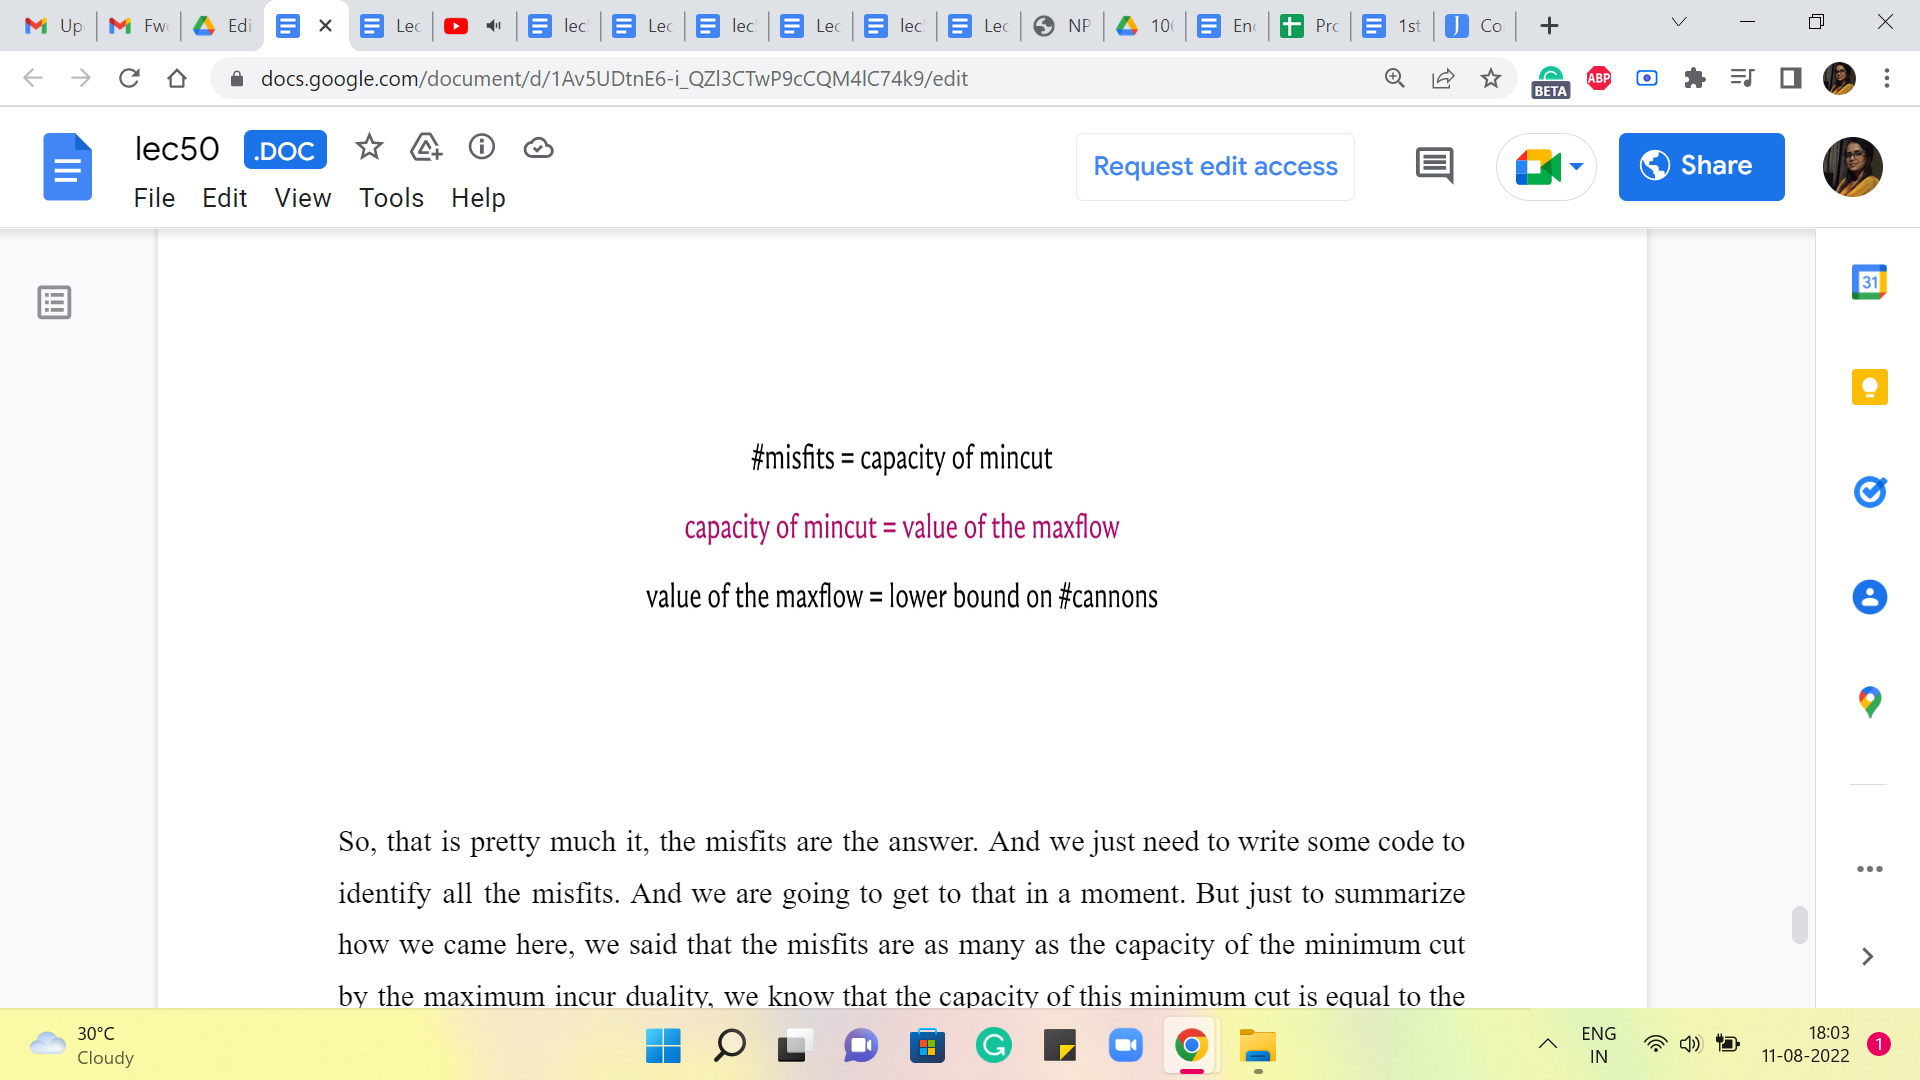 Up
Fw
Edi
Lec
lec
Lec
lec
Lec
lec
Lec
NP
10
En
Pro
1st
J
Co
docs.google.com/document/d/1Av5UDtnE6-i_QZl3CTwP9cCQM4lC74k9/edit
BETA
ABP
lec50
.DOC
Request edit access
Share
File Edit View Tools Help
31
#misfits = capacity of mincut
capacity of mincut = value of the maxflow
value of the maxflow = lower bound on #cannons
So, that is pretty much it, the misfits are the answer. And we just need to write some code to
identify all the misfits. And we are going to get to that in a moment. But just to summarize
how we came here, we said that the misfits are as many as the capacity of the minimum cut
by the maximum incur duality, we know that the capacity of this minimum cut is equal to the
30°C
Cloudy
ENG
IN
18:03
11-08-2022
1